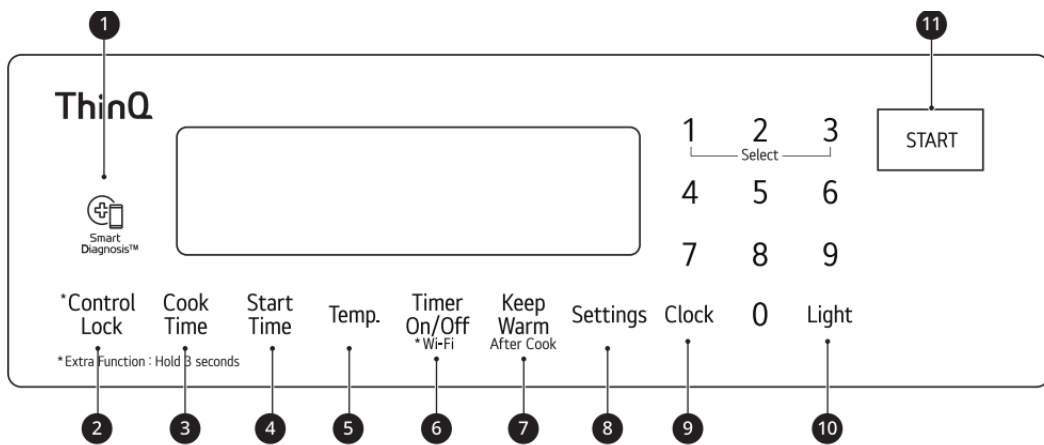 1
11
ThinQ
1 2 3
Select
START
4 5 6
Smart
Diagnosis™
7 8 9
*Control
Lock
Cook
Time
Start
Time
Temp.
Timer
On/Off
*Wi-Fi
Keep
Warm
After Cook
Settings
Clock
0
Light
*Extra Function : Hold 3 seconds
2 3 4 5 6 7 8 9 10